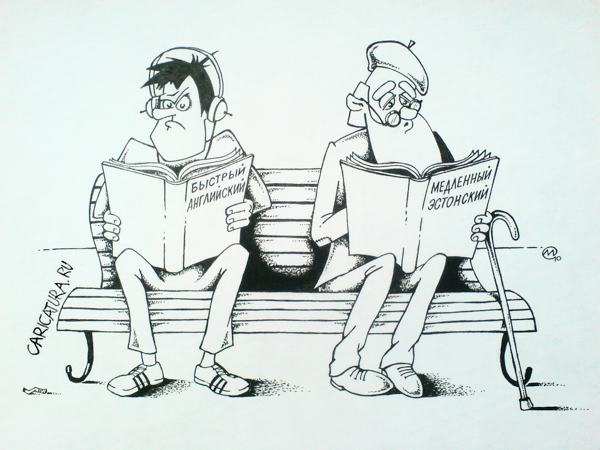 БЫСТРЫЙ
АНГЛИЙСКИЙ
МЕДЛЕННЫЙ
ЭСТОНСКИЙ
CARICATURA.RU